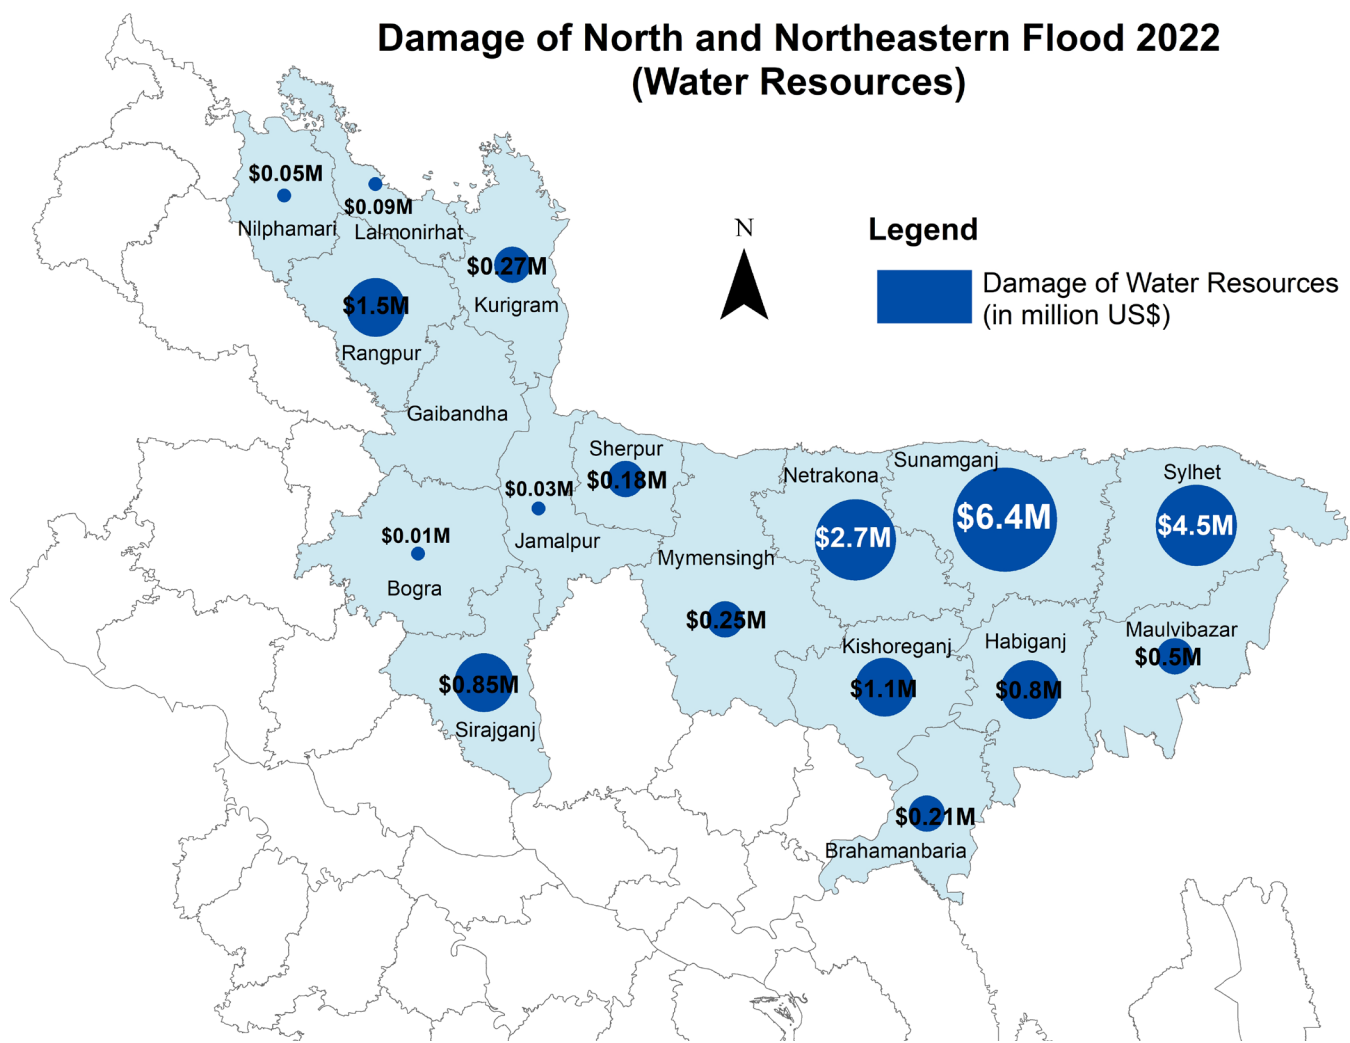 Damage of North and Northeastern Flood 2022
(Water Resources)
N
Legend
Damage of Water Resources
(in million US$)
$0.05M
Nilphamari
$0.09M
Lalmonirhat
$0.27M
Kurigram
$1.5M
Rangpur
Gaibandha
Sherpur
$0.18M
$0.03M
Jamalpur
$0.01M
Bogra
Mymensingh
$0.25M
Netrakona
$2.7M
Sunamganj
$6.4M
Sylhet
$4.5M
Kishoreganj
$1.1M
Habiganj
$0.8M
Maulvibazar
$0.5M
$0.85M
Sirajganj
$0.21M
Brahamanbaria